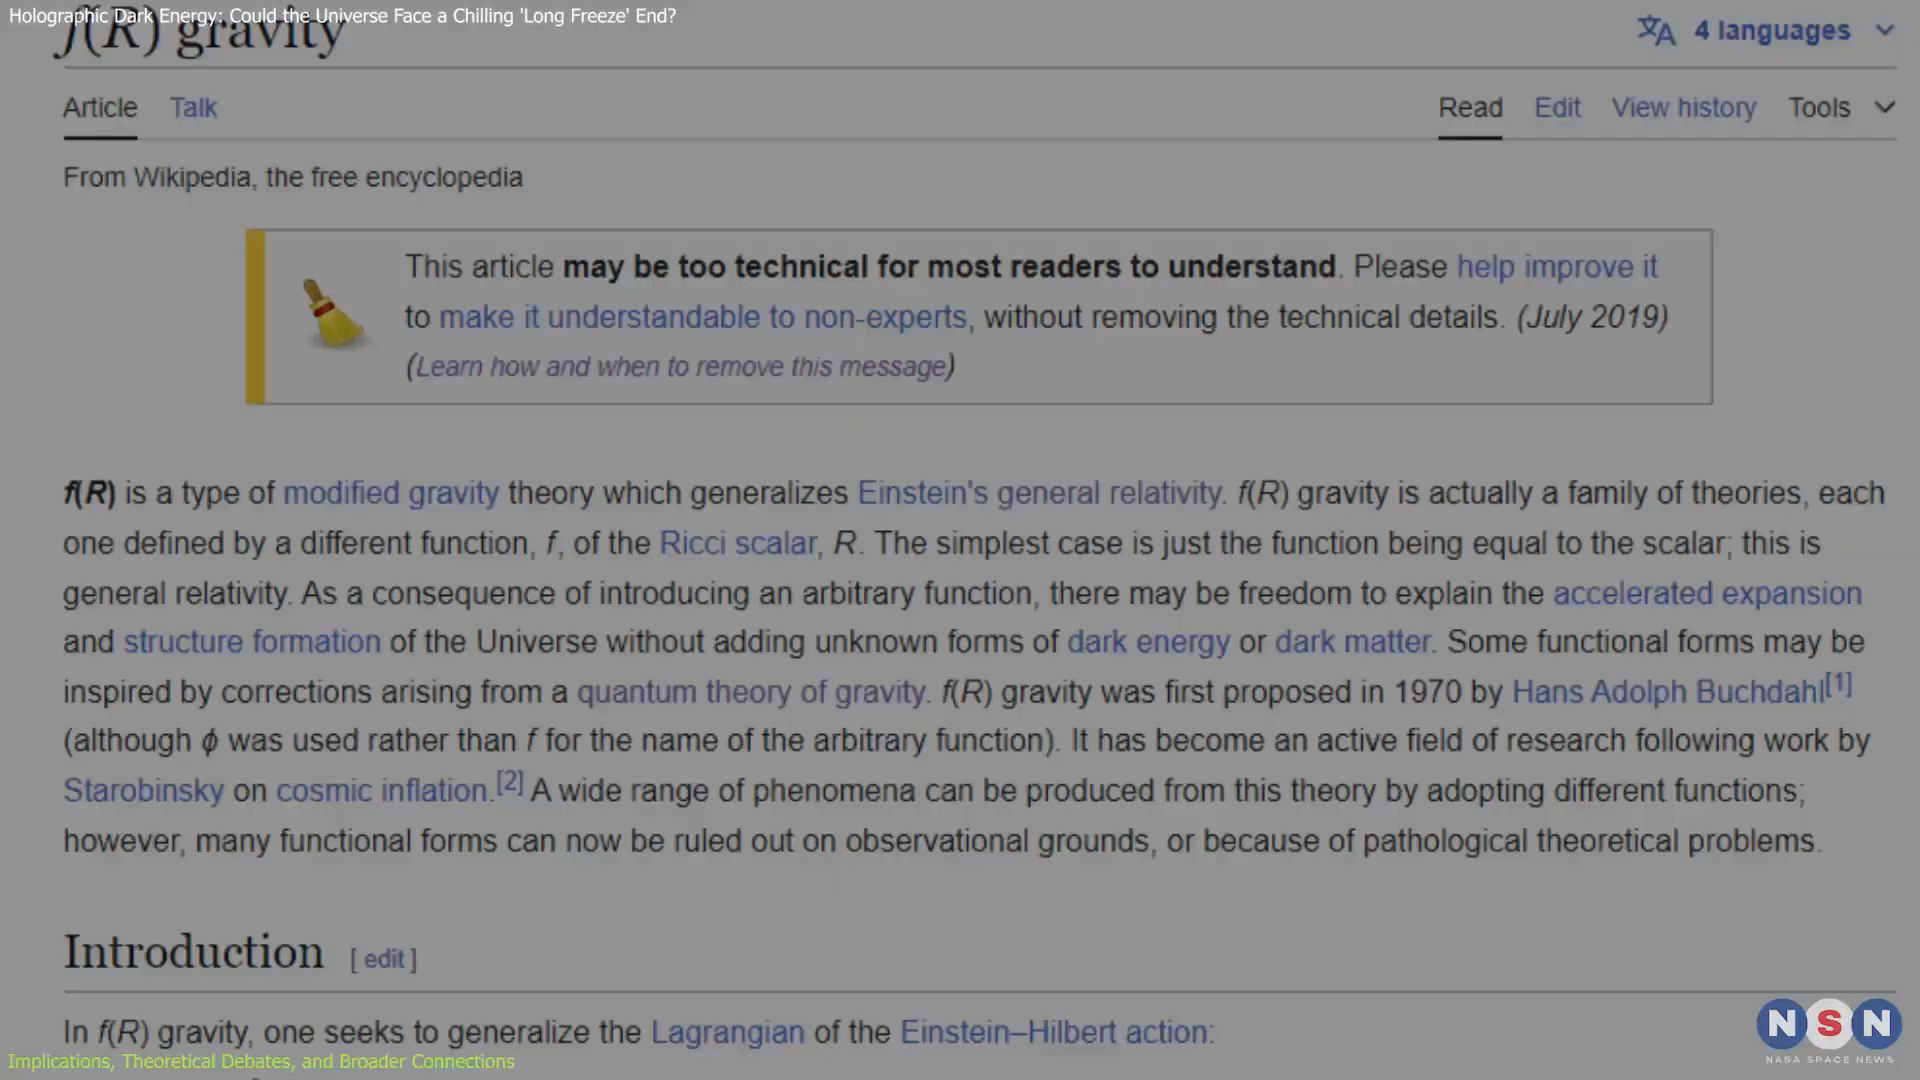 Holographic Dark Energy: Could the Universe Face a Chilling 'Long Freeze' End?
f(R) gravity
4 languages
Article Talk Read Edit View history Tools
From Wikipedia, the free encyclopedia
This article may be too technical for most readers to understand. Please help improve it
to make it understandable to non-experts, without removing the technical details. (July 2019)
(Learn how and when to remove this message)
f(R) is a type of modified gravity theory which generalizes Einstein's general relativity. f(R) gravity is actually a family of theories, each
one defined by a different function, f, of the Ricci scalar, R. The simplest case is just the function being equal to the scalar; this is
general relativity. As a consequence of introducing an arbitrary function, there may be freedom to explain the accelerated expansion
and structure formation of the Universe without adding unknown forms of dark energy or dark matter. Some functional forms may be
inspired by corrections arising from a quantum theory of gravity. f(R) gravity was first proposed in 1970 by Hans Adolph Buchdahl[1]
(although ϕ was used rather than f for the name of the arbitrary function). It has become an active field of research following work by
Starobinsky on cosmic inflation.[2] A wide range of phenomena can be produced from this theory by adopting different functions;
however, many functional forms can now be ruled out on observational grounds, or because of pathological theoretical problems.
Introduction [ edit ]
In f(R) gravity, one seeks to generalize the Lagrangian of the Einstein–Hilbert action:
Implications, Theoretical Debates, and Broader Connections
NSN
NASA SPACE NEWS